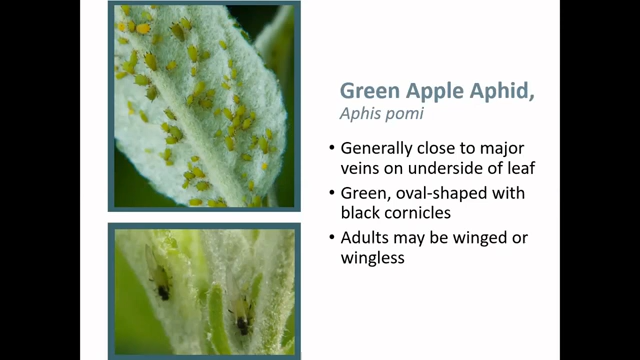 Green Apple Aphid,
Aphis pomi
• Generally close to major
veins on underside of leaf
• Green, oval-shaped with
black cornicles
• Adults may be winged or
wingless